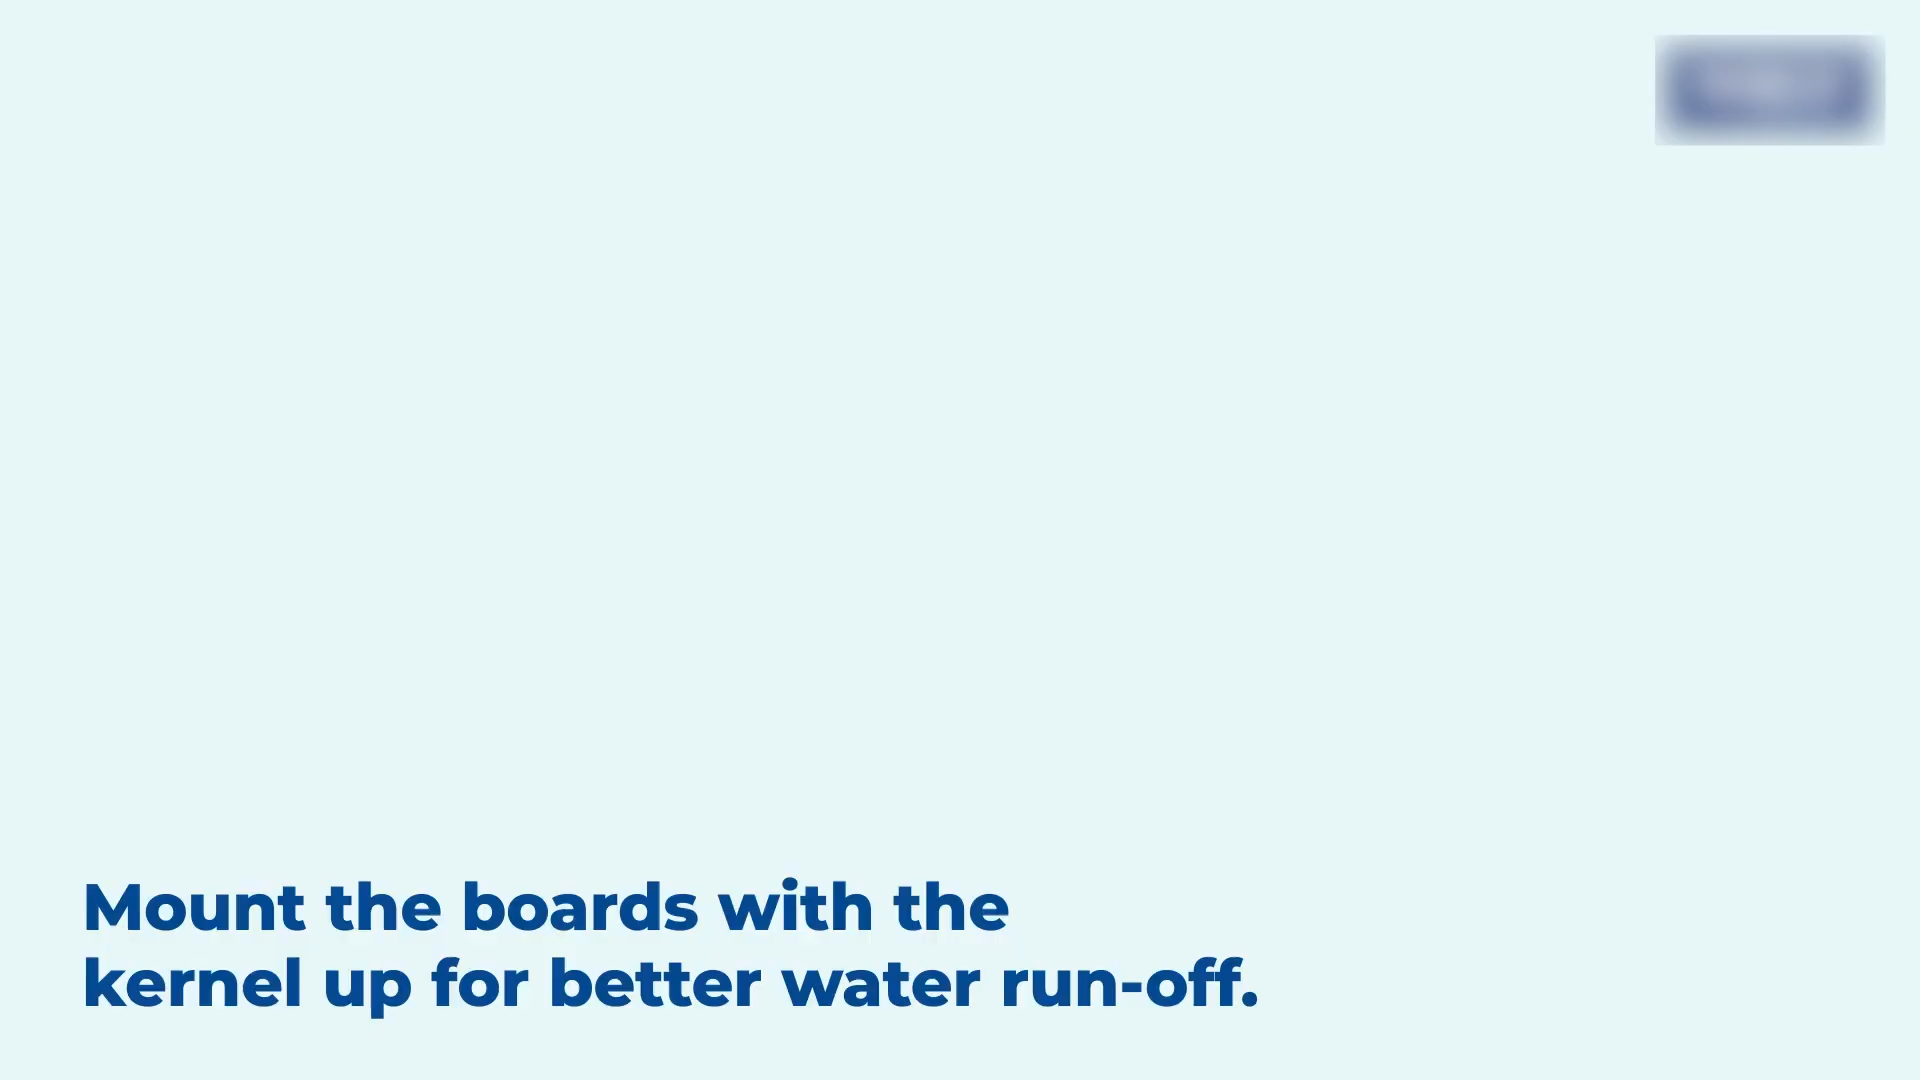 Mount the boards with the
kernel up for better water run-off.